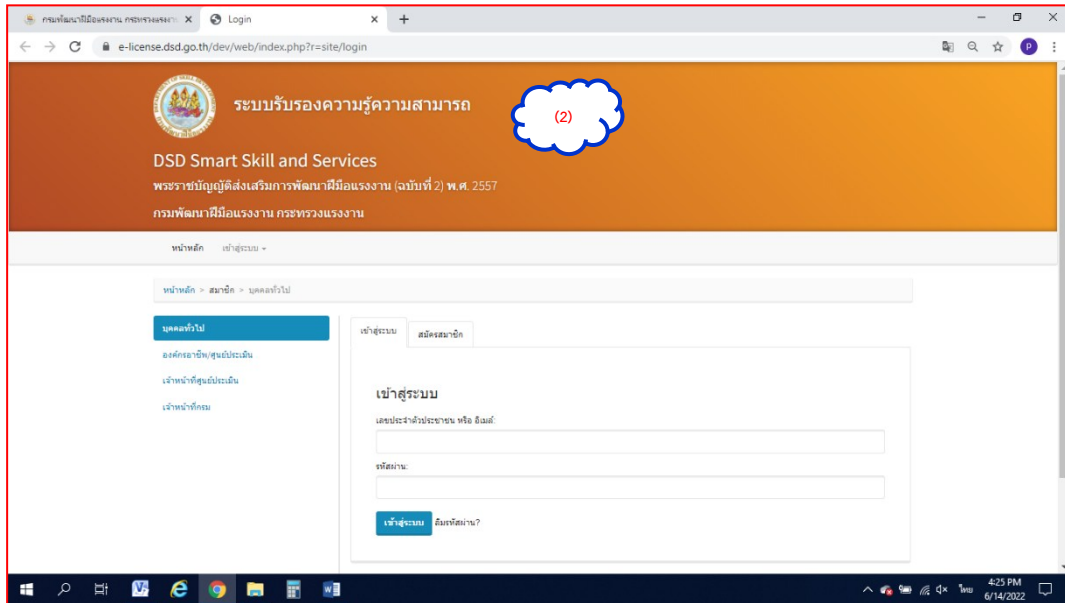 กรมพัฒนาฝีมือแรงงาน กระทรวงแรงงา
Login
e-license.dsd.go.th/dev/web/index.php?r=site/login
P
ระบบรับรองความรู้ความสามารถ
(2)
DSD Smart Skill and Services
พระราชบัญญัติส่งเสริมการพัฒนาฝีมือแรงงาน (ฉบับที่ 2) พ.ศ. 2557
กรมพัฒนาฝีมือแรงงาน กระทรวงแรงงาน
หน้าหลัก เข้าสู่ระบบ
หน้าหลัก > สมาชิก > บุคคลทั่วไป
บุคคลทั่วไป
องค์กรอาชีพ/ศูนย์ประเมิน
เจ้าหน้าที่ศูนย์ประเมิน
เจ้าหน้าที่กรม
เข้าสู่ระบบ สมัครสมาชิก
เข้าสู่ระบบ
เลขประจำตัวประชาชน หรือ อีเมล์:
รหัสผ่าน:
เข้าสู่ระบบ ลืมรหัสผ่าน?
ไทย
4:25 PM
6/14/2022